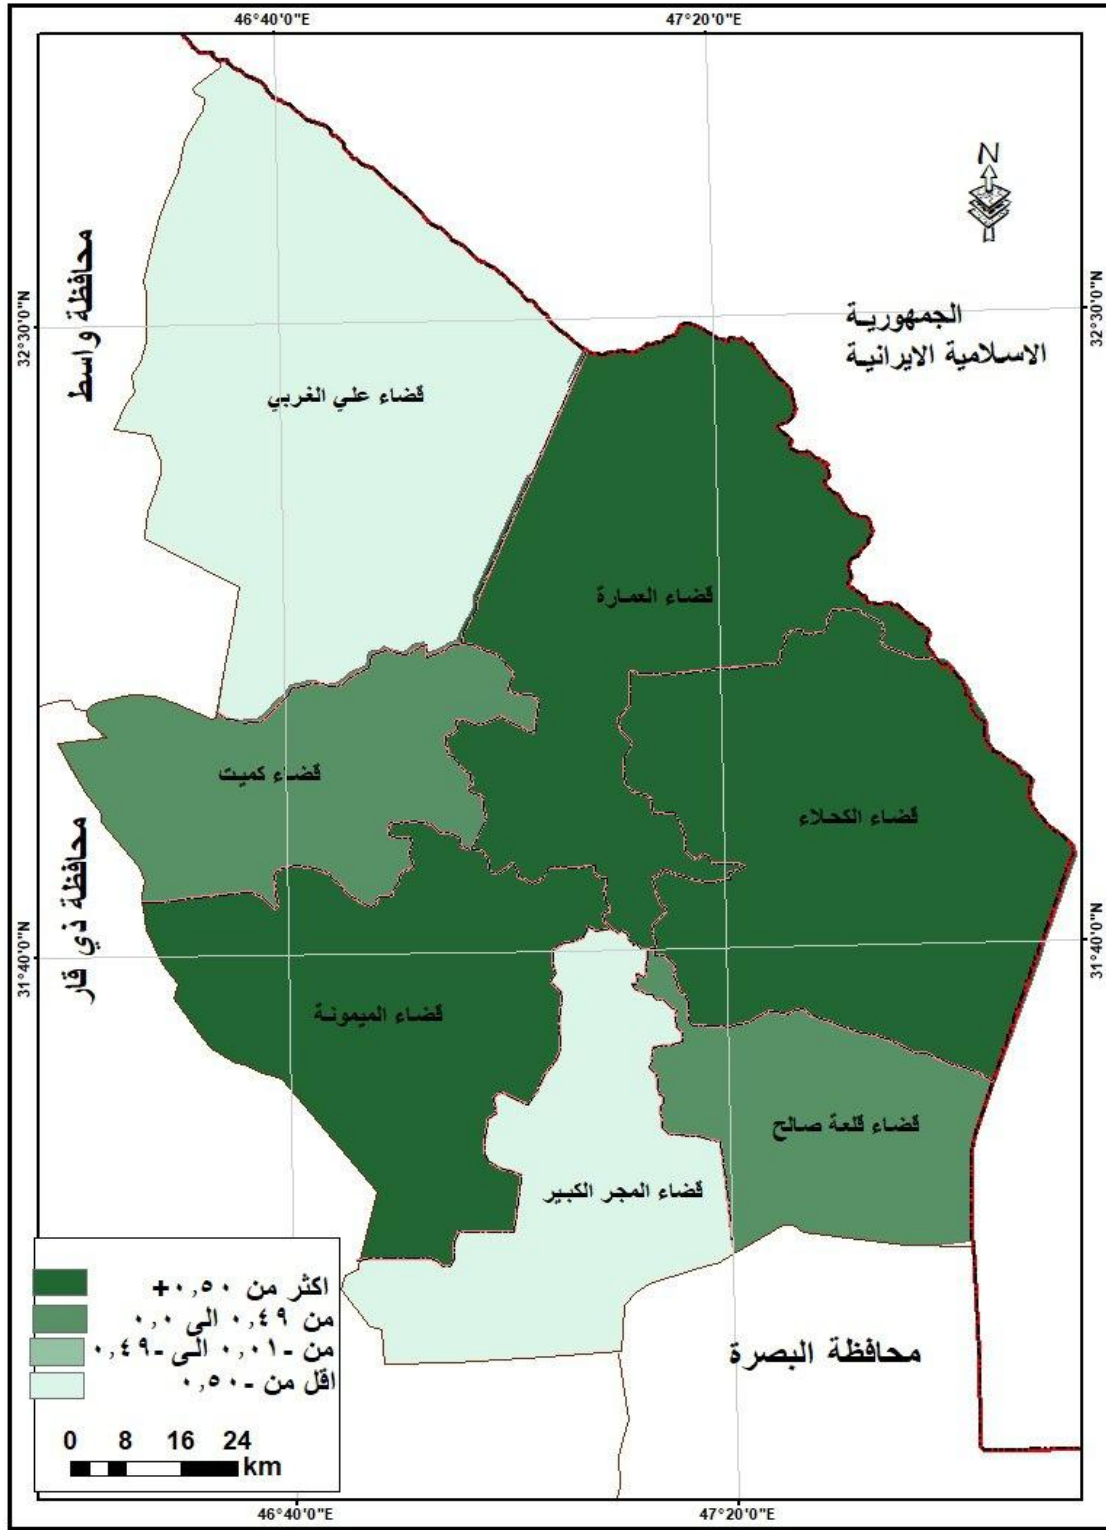 46°40'0"E
47°20'0"E
N
محافظة واسط
32°30'0"N
32°30'0"N
الجمهورية
الاسلامية الايرانية
قضاء علي الغربي
قضاء العمارة
قضاء كميت
قضاء الكحلاء
محافظة ذي قار
31°40'0"N
31°40'0"N
قضاء الميمونة
قضاء قلعة صالح
قضاء المجر الكبير
محافظة البصرة
اكثر من ٠,٥٠+
من ٠,٤٩ الى ٠,٠
من -٠,٠١ الى -٠,٤٩
اقل من -٠,٥٠
0 8 16 24
km
46°40'0"E
47°20'0"E